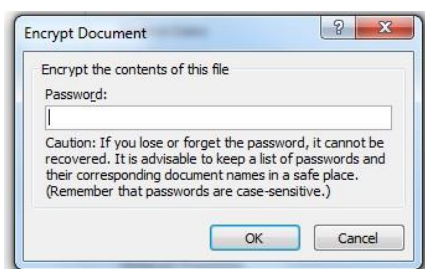 Encrypt Document
Encrypt the contents of this file
Password:
Caution: If you lose or forget the password, it cannot be
recovered. It is advisable to keep a list of passwords and
their corresponding document names in a safe place.
(Remember that passwords are case-sensitive.)
OK Cancel